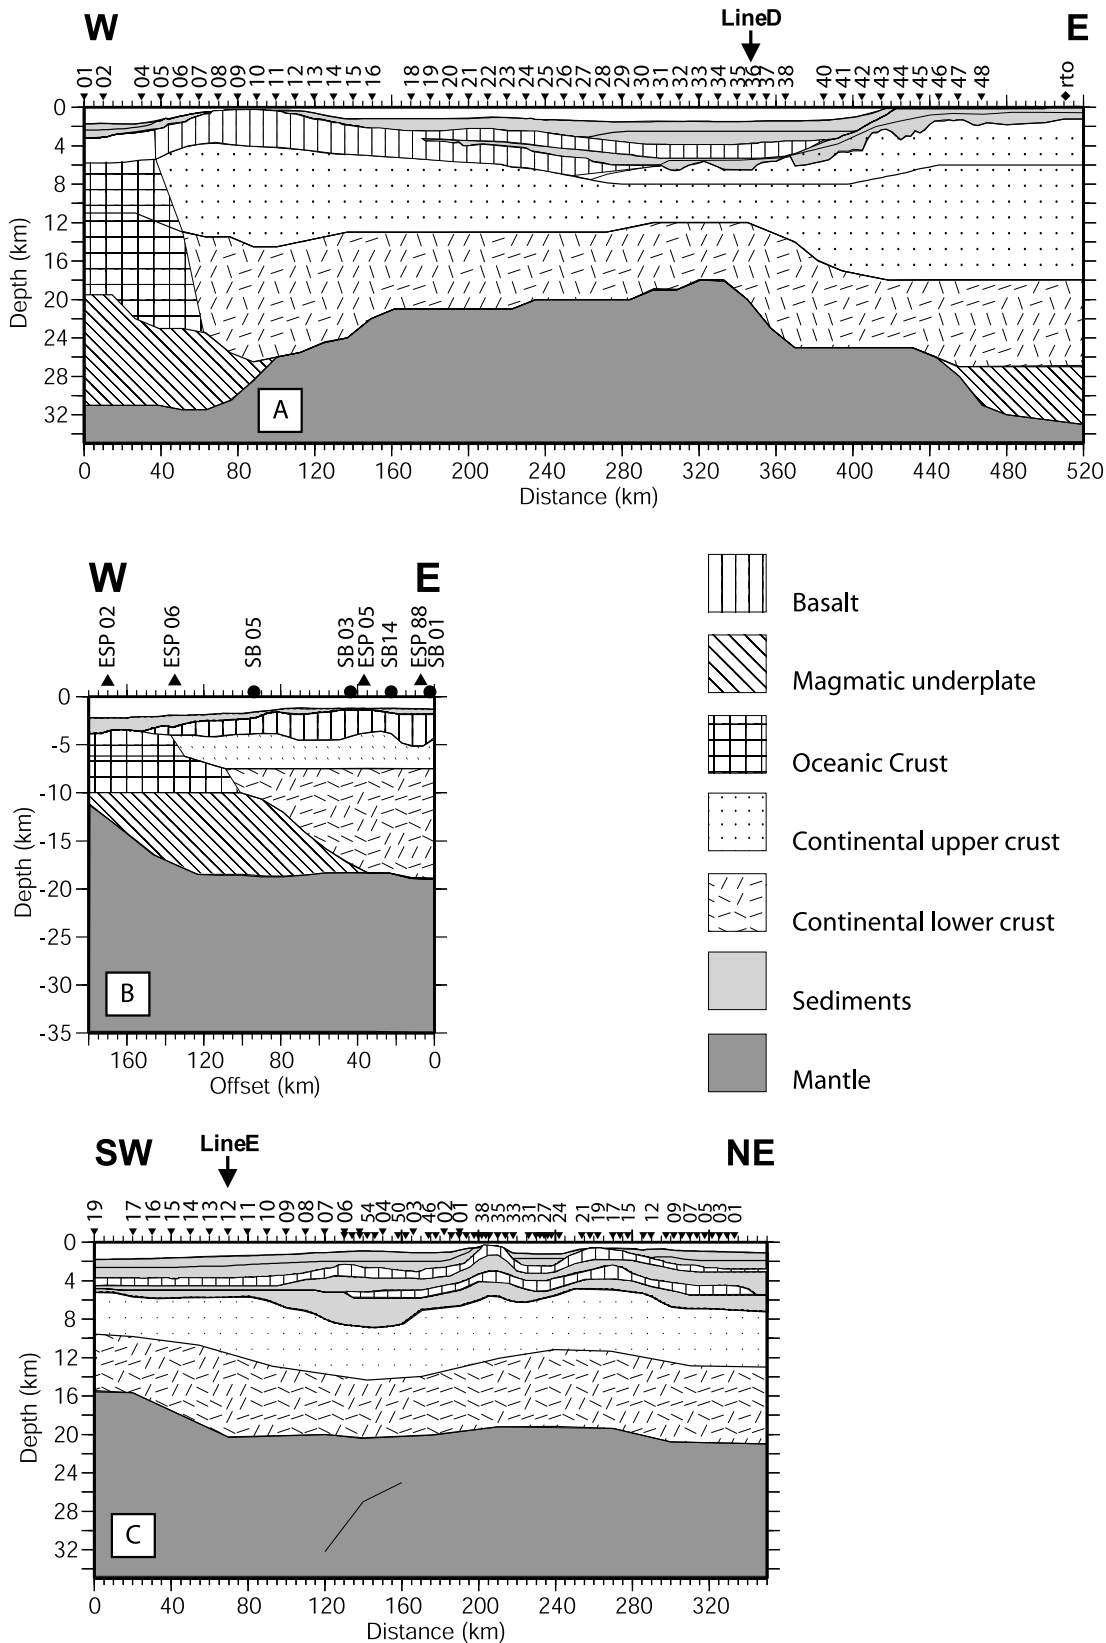 W LineD E
01 02 04 05 06 07 08 09 10 11 12 13 14 15 16 18 19 20 21 22 23 24 25 26 27 28 29 30 31 32 33 34 35 36 37 38 40 41 42 43 44 45 46 47 48 rto
0
4
8
12
16
20
24
28
32
Depth (km)
A
0 40 80 120 160 200 240 280 320 360 400 440 480 520
Distance (km)
W E
ESP 02 ESP 06 SB 05 SB 03 ESP 05 SB14 ESP 88 SB 01
0
-5
-10
-15
-20
-25
-30
-35
Depth (km)
B
160 120 80 40 0
Offset (km)
Basalt
Magmatic underplate
Oceanic Crust
Continental upper crust
Continental lower crust
Sediments
Mantle
SW LineE NE
19 17 16 15 14 13 12 11 10 09 08 07 06 54 04 50 03 46 02 01 38 35 33 31 27 24 21 19 17 15 12 09 07 05 03 01
0
4
8
12
16
20
24
28
32
Depth (km)
C
0 40 80 120 160 200 240 280 320
Distance (km)